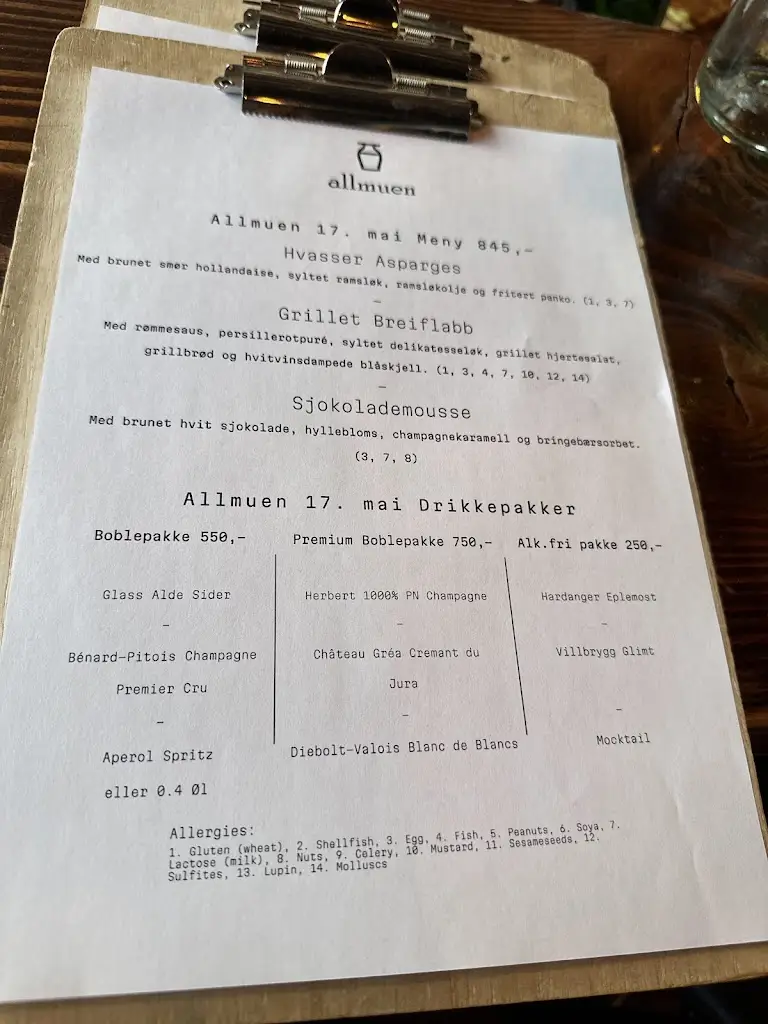 allmuen
Allmuen 17. mai Meny 845,-
Hvasser Asparges
Med brunet smør hollandaise, syltet ramsløk, ramsløkolje og fritert panko. (1, 3, 7)
–
Grillet Breiflabb
Med rømmesaus, persillerotpuré, syltet delikatesseløk, grillet hjertesalat,
grillbrød og hvitvinsdampede blåskjell. (1, 3, 4, 7, 10, 12, 14)
–
Sjokolademousse
Med brunet hvit sjokolade, hyllebloms, champagnekaramell og bringebærsorbet.
(3, 7, 8)
Allmuen 17. mai Drikkepakker
Boblepakke 550,-
Glass Alde Sider
–
Bénard-Pitois Champagne
Premier Cru
–
Aperol Spritz
eller 0.4 Øl
Premium Boblepakke 750,-
Herbert 1000% PN Champagne
–
Château Gréa Cremant du
Jura
–
Diebolt-Valois Blanc de Blancs
Alk.fri pakke 250,-
Hardanger Eplemost
–
Villbrygg Glimt
–
Mocktail
Allergies:
1. Gluten (wheat), 2. Shellfish, 3. Egg, 4. Fish, 5. Peanuts, 6. Soya, 7.
Lactose (milk), 8. Nuts, 9. Celery, 10. Mustard, 11. Sesameseeds, 12.
Sulfites, 13. Lupin, 14. Molluscs